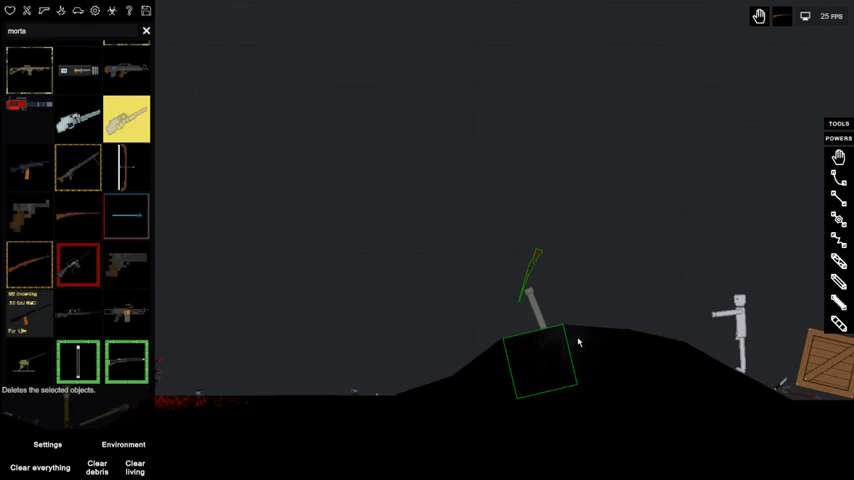 25 FPS
morta
TOOLS
POWERS
Deletes the selected objects.
Settings
Environment
Clear everything
Clear debris
Clear living